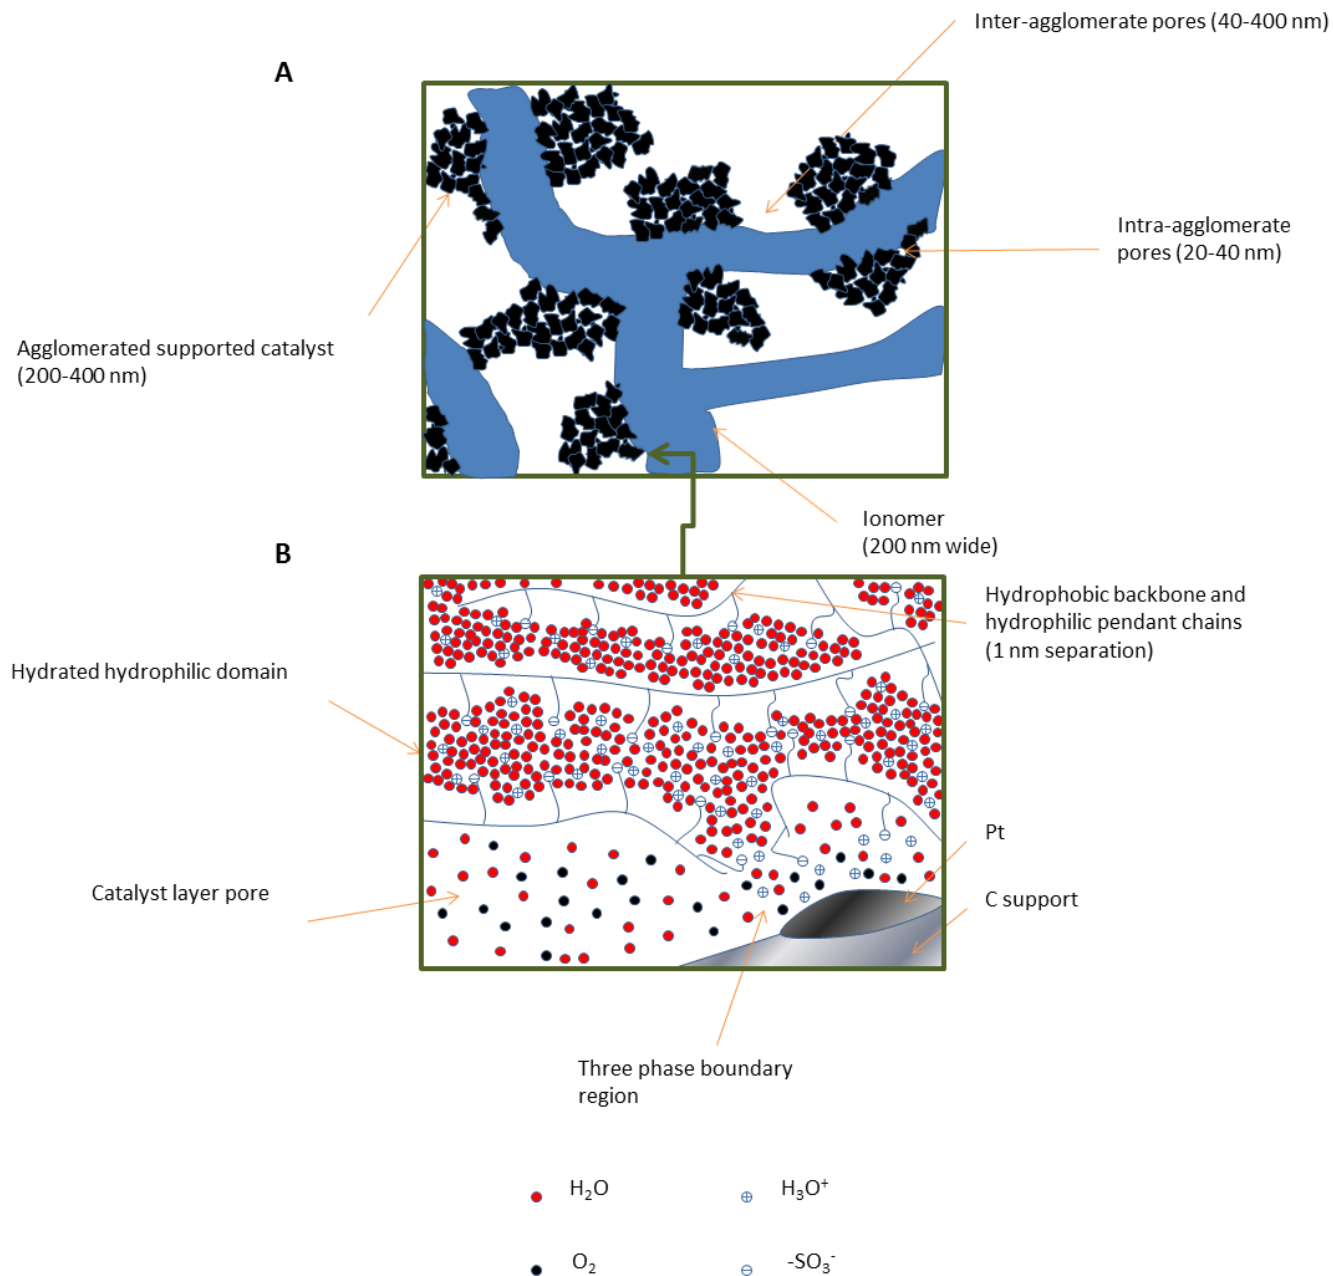 Inter-agglomerate pores (40-400 nm)
A
Intra-agglomerate
pores (20-40 nm)
Agglomerated supported catalyst
(200-400 nm)
Ionomer
(200 nm wide)
B
Hydrophobic backbone and
hydrophilic pendant chains
(1 nm separation)
Hydrated hydrophilic domain
Pt
Catalyst layer pore
C support
Three phase boundary
region
H₂O
H₃O⁺
O₂
-SO₃⁻